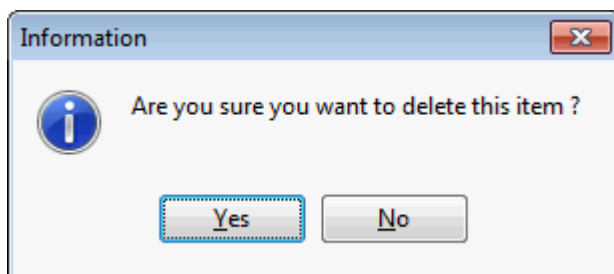 Information
Are you sure you want to delete this item ?
Yes No